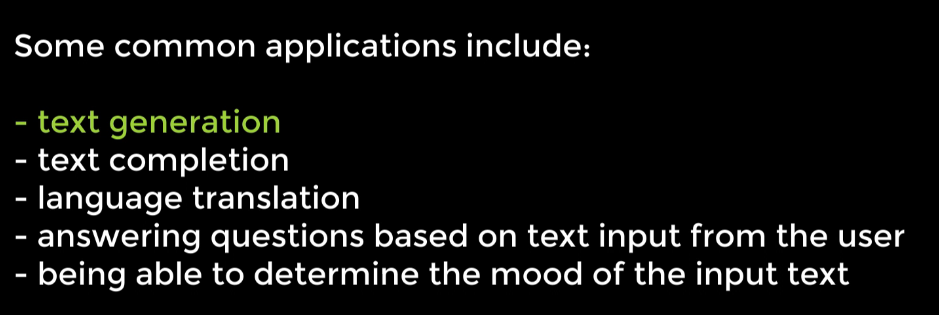 Some common applications include:
- text generation
- text completion
- language translation
- answering questions based on text input from the user
- being able to determine the mood of the input text